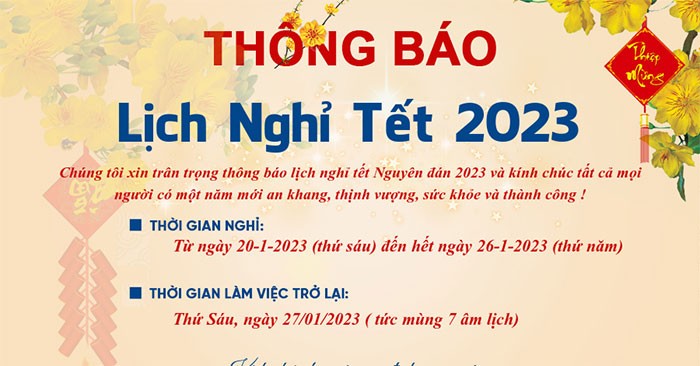 THÔNG BÁO
Thiệp
Mừng
Lịch Nghỉ Tết 2023
Chúng tôi xin trân trọng thông báo lịch nghỉ tết Nguyên đán 2023 và kính chúc tất cả mọi
người có một năm mới an khang, thịnh vượng, sức khỏe và thành công !
THỜI GIAN NGHỈ:
Từ ngày 20-1-2023 (thứ sáu) đến hết ngày 26-1-2023 (thứ năm)
THỜI GIAN LÀM VIỆC TRỞ LẠI:
Thứ Sáu, ngày 27/01/2023 ( tức mùng 7 âm lịch)